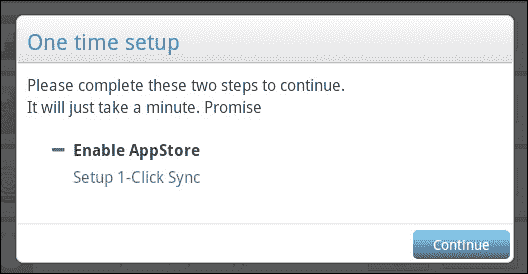 One time setup
Please complete these two steps to continue.
It will just take a minute. Promise
Enable AppStore
Setup 1-Click Sync
Continue